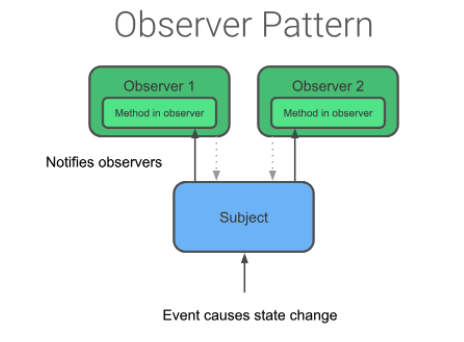 Observer Pattern
Observer 1
Observer 2
Method in observer
Method in observer
Notifies observers
Subject
Event causes state change